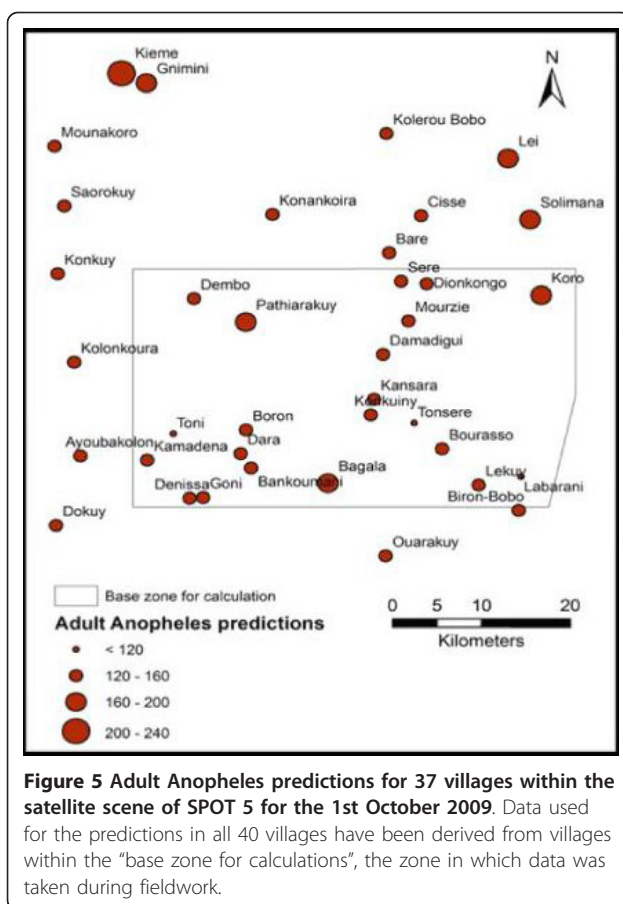 Kieme
Gnimini
N
Kolerou Bobo
Mounakoro
Lei
Saorokuy
Konankoira
Cisse
Solimana
Bare
Konkuy
Sere
Dionkongo
Koro
Dembo
Pathiarakuy
Mourzie
Damadigui
Kolonkoura
Kansara
Konkuiny
Tonsere
Toni
Boron
Bourasso
Ayoubakolon
Kamadena
Dara
Bagala
Lekuy
Denissa
Goni
Bankoumani
Labarani
Biron-Bobo
Dokuy
Ouarakuy
Base zone for calculation
0 5 10 20
Kilometers
Adult Anopheles predictions
< 120
120 - 160
160 - 200
200 - 240
Figure 5 Adult Anopheles predictions for 37 villages within the
satellite scene of SPOT 5 for the 1st October 2009. Data used
for the predictions in all 40 villages have been derived from villages
within the “base zone for calculations”, the zone in which data was
taken during fieldwork.